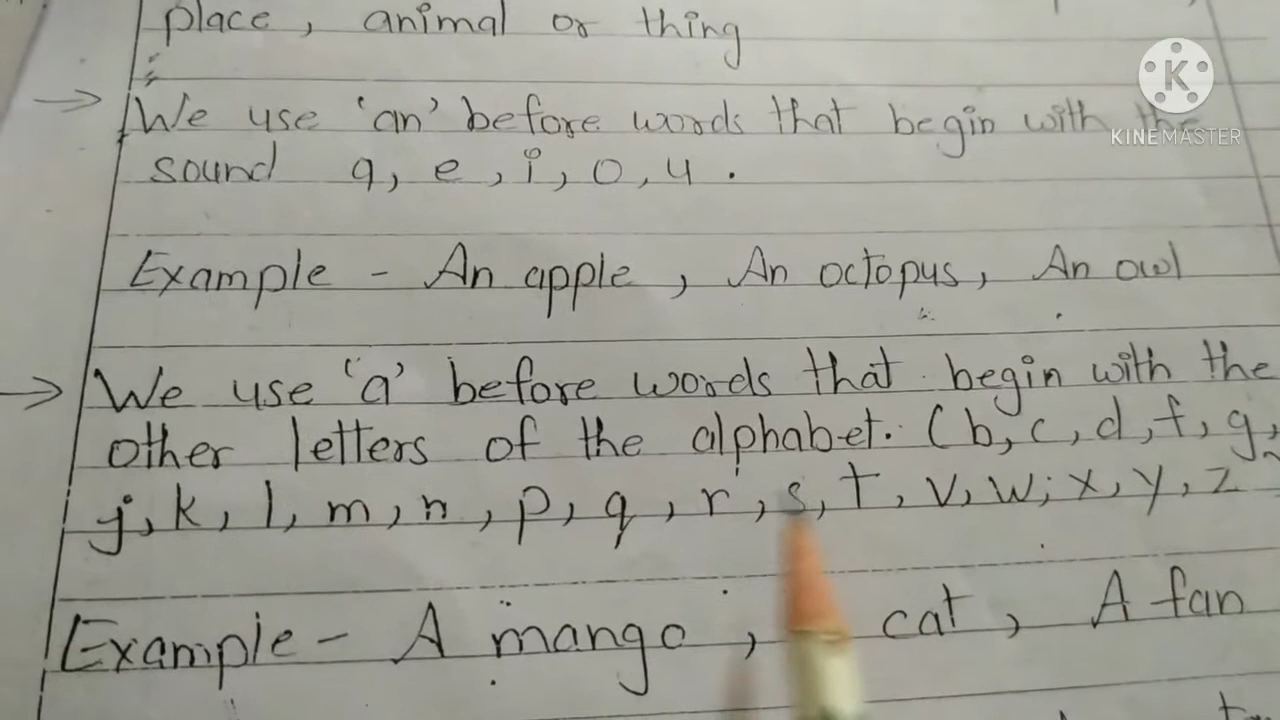 place, animal or thing
→ We use 'an' before words that begin with the
sound a, e, i, o, u.
Example - An apple, An octopus, An owl
→ We use 'a' before words that begin with the
other letters of the alphabet. (b, c, d, f, g,
j, k, l, m, n, p, q, r, s, t, v, w, x, y, z
Example - A mango, cat, A fan
K
KINEMASTER